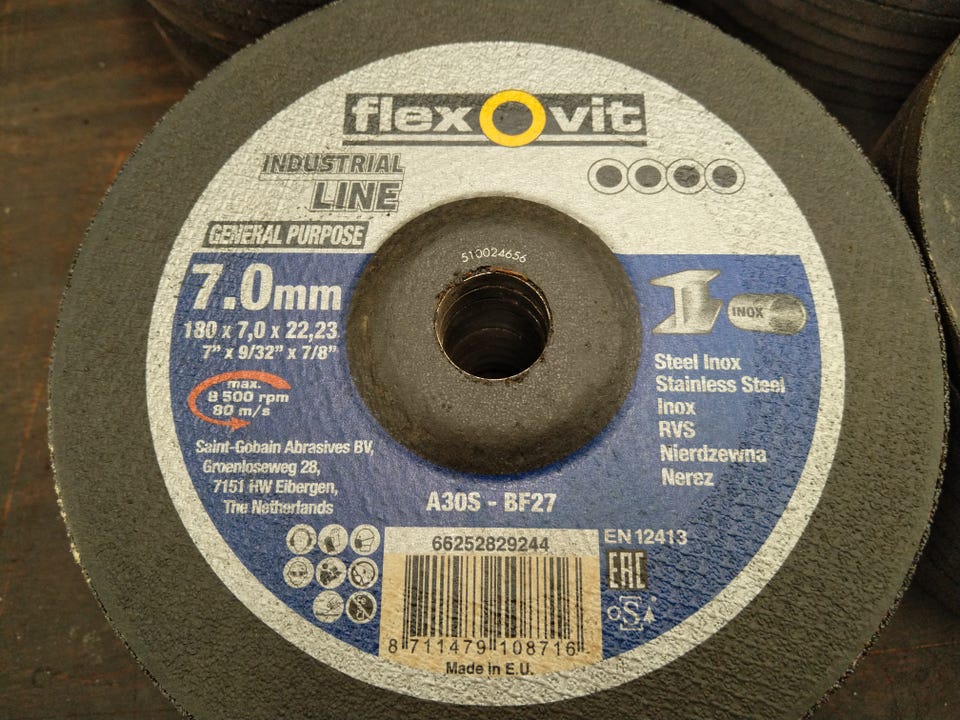 flexovit
INDUSTRIAL
LINE
GENERAL PURPOSE
510024656
7.0mm
180 x 7,0 x 22,23
7" x 9/32" x 7/8"
max.
8 500 rpm
80 m/s
Saint-Gobain Abrasives BV,
Groenloseweg 28,
7151 HW Eibergen,
The Netherlands
INOX
Steel Inox
Stainless Steel
Inox
RVS
Nierdzewna
Nerez
A30S - BF27
66252829244
8 711479 108716
Made in E.U.
EN 12413
EAC
oSa